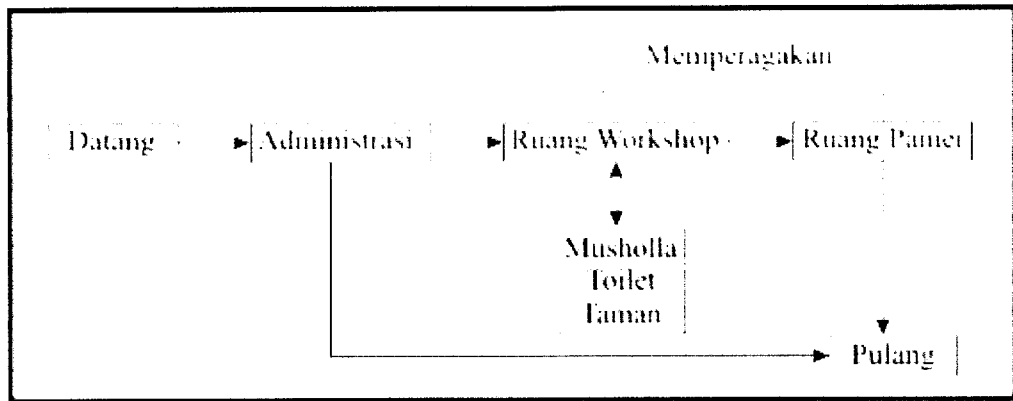 Memperagakan
Datang
Administrasi
Ruang Workshop
Ruang Pamer
Musholla
Toilet
Taman
Pulang